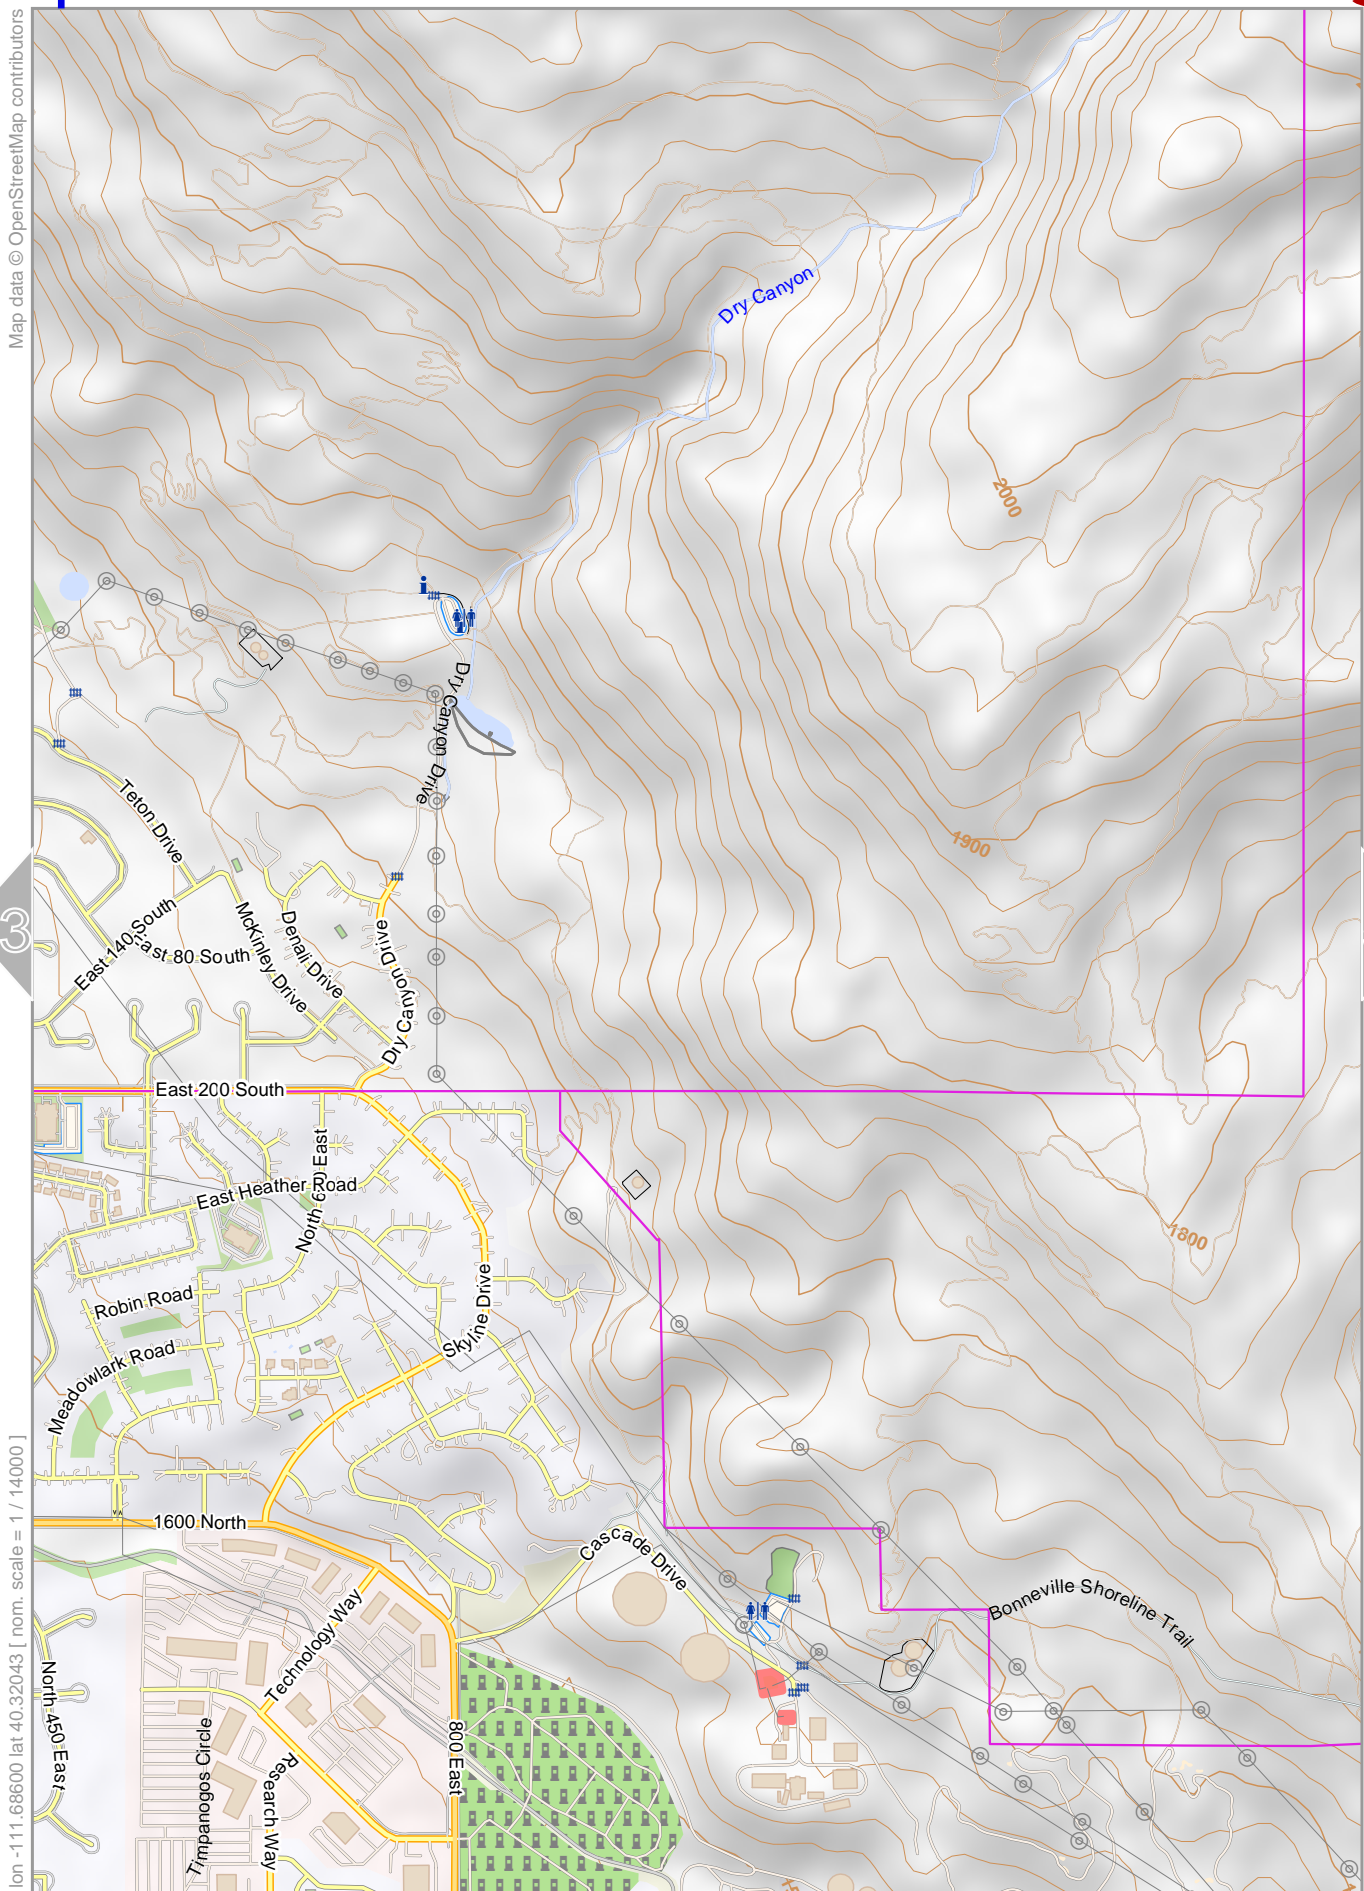 Map data © OpenStreetMap contributors
Dry Canyon
2000
Dry Canyon Drive
Teton Drive
1900
3
East 140 South
East 80 South
McKinley Drive
Denali Drive
Dry Canyon Drive
East 200 South
East Heather Road
1800
Robin Road
Skyline Drive
Meadowlark Road
1600 North
Cascade Drive
Bonneville Shoreline Trail
Technology Way
North 450 East
Timpanogos Circle
Research Way
800 East
lon -111.68600 lat 40.32043 [ nom. scale = 1 / 14000 ]